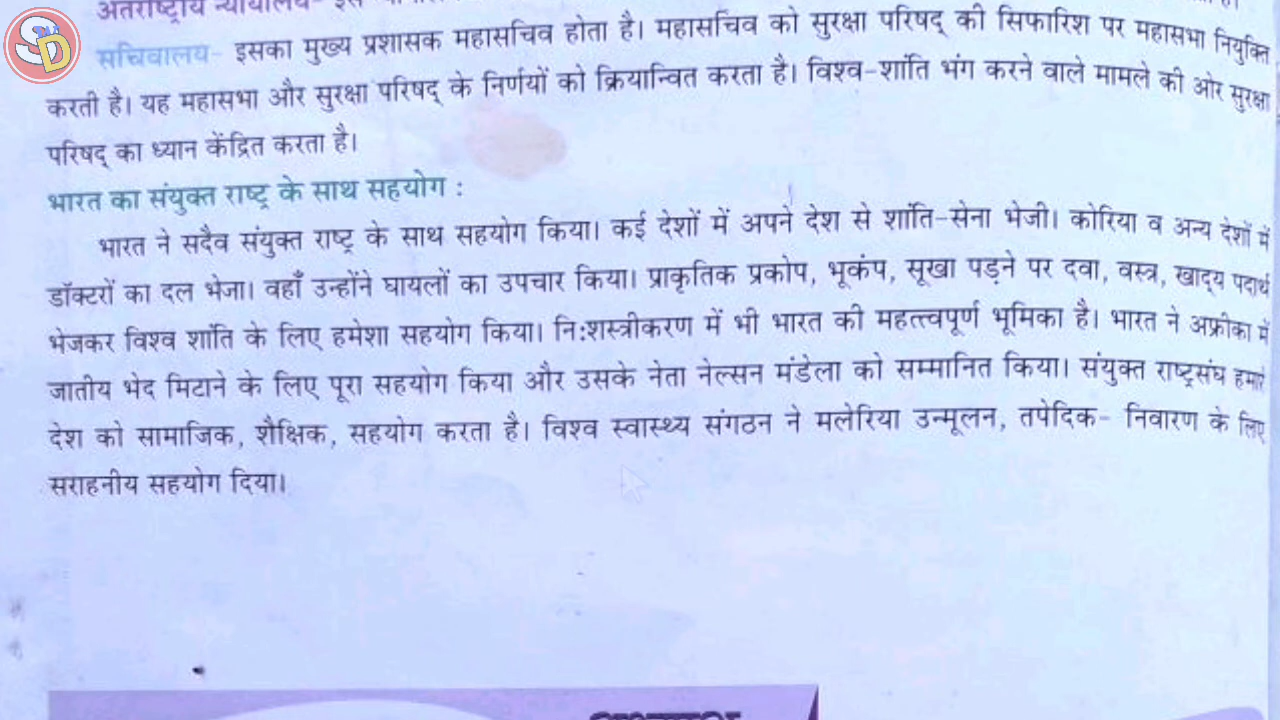 अंतर्राष्ट्रीय न्यायालय-
SD
सचिवालय- इसका मुख्य प्रशासक महासचिव होता है। महासचिव को सुरक्षा परिषद् की सिफारिश पर महासभा नियुक्ति
करती है। यह महासभा और सुरक्षा परिषद् के निर्णयों को क्रियान्वित करता है। विश्व-शांति भंग करने वाले मामले की ओर सुरक्षा
परिषद् का ध्यान केंद्रित करता है।
भारत का संयुक्त राष्ट्र के साथ सहयोग :
भारत ने सदैव संयुक्त राष्ट्र के साथ सहयोग किया। कई देशों में अपने देश से शांति-सेना भेजी। कोरिया व अन्य देशों में
डॉक्टरों का दल भेजा। वहाँ उन्होंने घायलों का उपचार किया। प्राकृतिक प्रकोप, भूकंप, सूखा पड़ने पर दवा, वस्त्र, खाद्‌य पदार्थ
भेजकर विश्व शांति के लिए हमेशा सहयोग किया। नि:शस्त्रीकरण में भी भारत की महत्त्वपूर्ण भूमिका है। भारत ने अफ्रीका में
जातीय भेद मिटाने के लिए पूरा सहयोग किया और उसके नेता नेल्सन मंडेला को सम्मानित किया। संयुक्त राष्ट्रसंघ हमारे
देश को सामाजिक, शैक्षिक, सहयोग करता है। विश्व स्वास्थ्य संगठन ने मलेरिया उन्मूलन, तपेदिक- निवारण के लिए
सराहनीय सहयोग दिया।